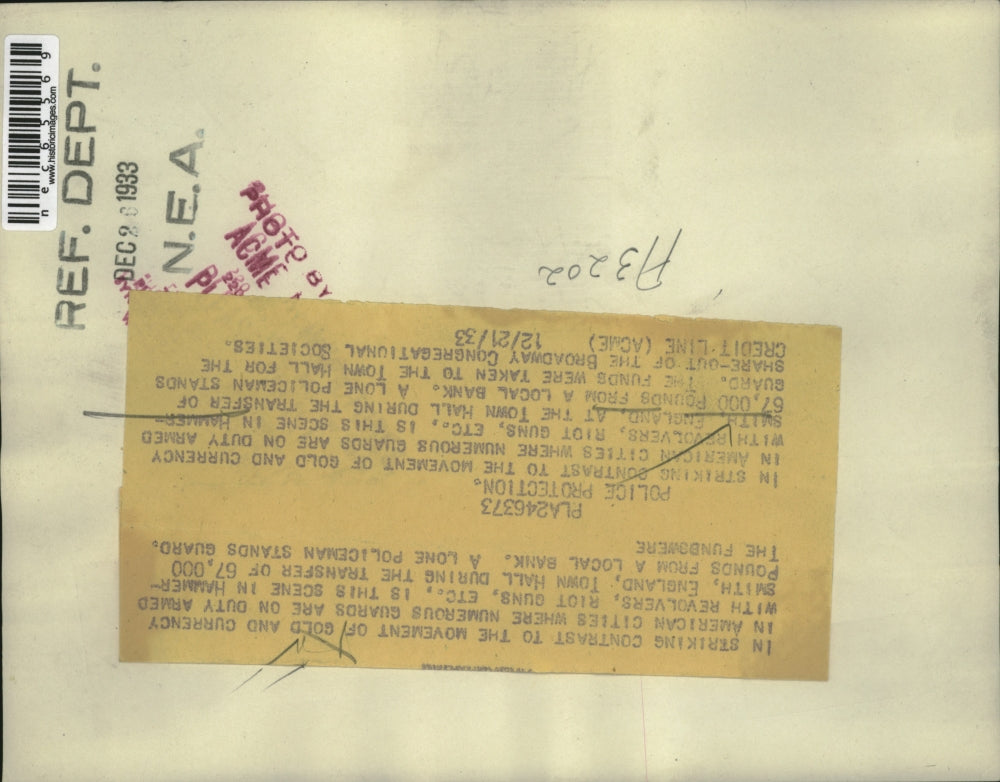 nec65569
www.historicimages.com
REF. DEPT.
DEC 20 1933
N.E.A.
PHOTO BY
ACME
IN STRIKING CONTRAST TO THE MOVEMENT OF GOLD AND CURRENCY
IN AMERICAN CITIES WHERE NUMEROUS GUARDS ARE ON DUTY ARMED
WITH REVOLVERS, RIOT GUNS, ETC., IS THIS SCENE IN HAMMER-
SMITH, ENGLAND, TOWN HALL DURING THE TRANSFER OF 67,000
POUNDS FROM A LOCAL BANK. A LONE POLICEMAN STANDS GUARD.
THE FUNDSWERE
PLA246373
POLICE PROTECTION.
IN STRIKING CONTRAST TO THE MOVEMENT OF GOLD AND CURRENCY
IN AMERICAN CITIES WHERE NUMEROUS GUARDS ARE ON DUTY ARMED
WITH REVOLVERS, RIOT GUNS, ETC., IS THIS SCENE IN HAMMER-
SMITH, ENGLAND, AT THE TOWN HALL DURING THE TRANSFER OF
67,000 POUNDS FROM A LOCAL BANK. A LONE POLICEMAN STANDS
GUARD. THE FUNDS WERE TAKEN TO THE TOWN HALL FOR THE
SHARE-OUT OF THE BROADWAY CONGREGATIONAL SOCIETIES.
CREDIT LINE (ACME) 12/21/33